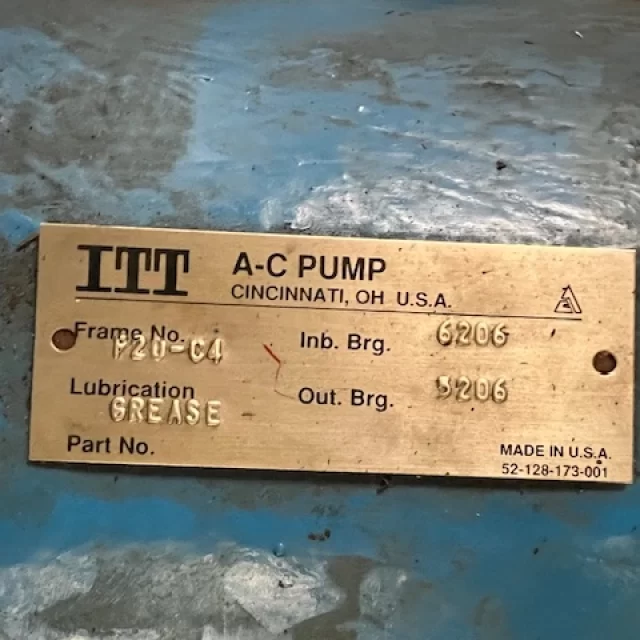 ITT A-C PUMP
CINCINNATI, OH U.S.A.
Frame No. P20-C4 Inb. Brg. 6206
Lubrication GREASE Out. Brg. 5206
Part No.
MADE IN U.S.A.
52-128-173-001